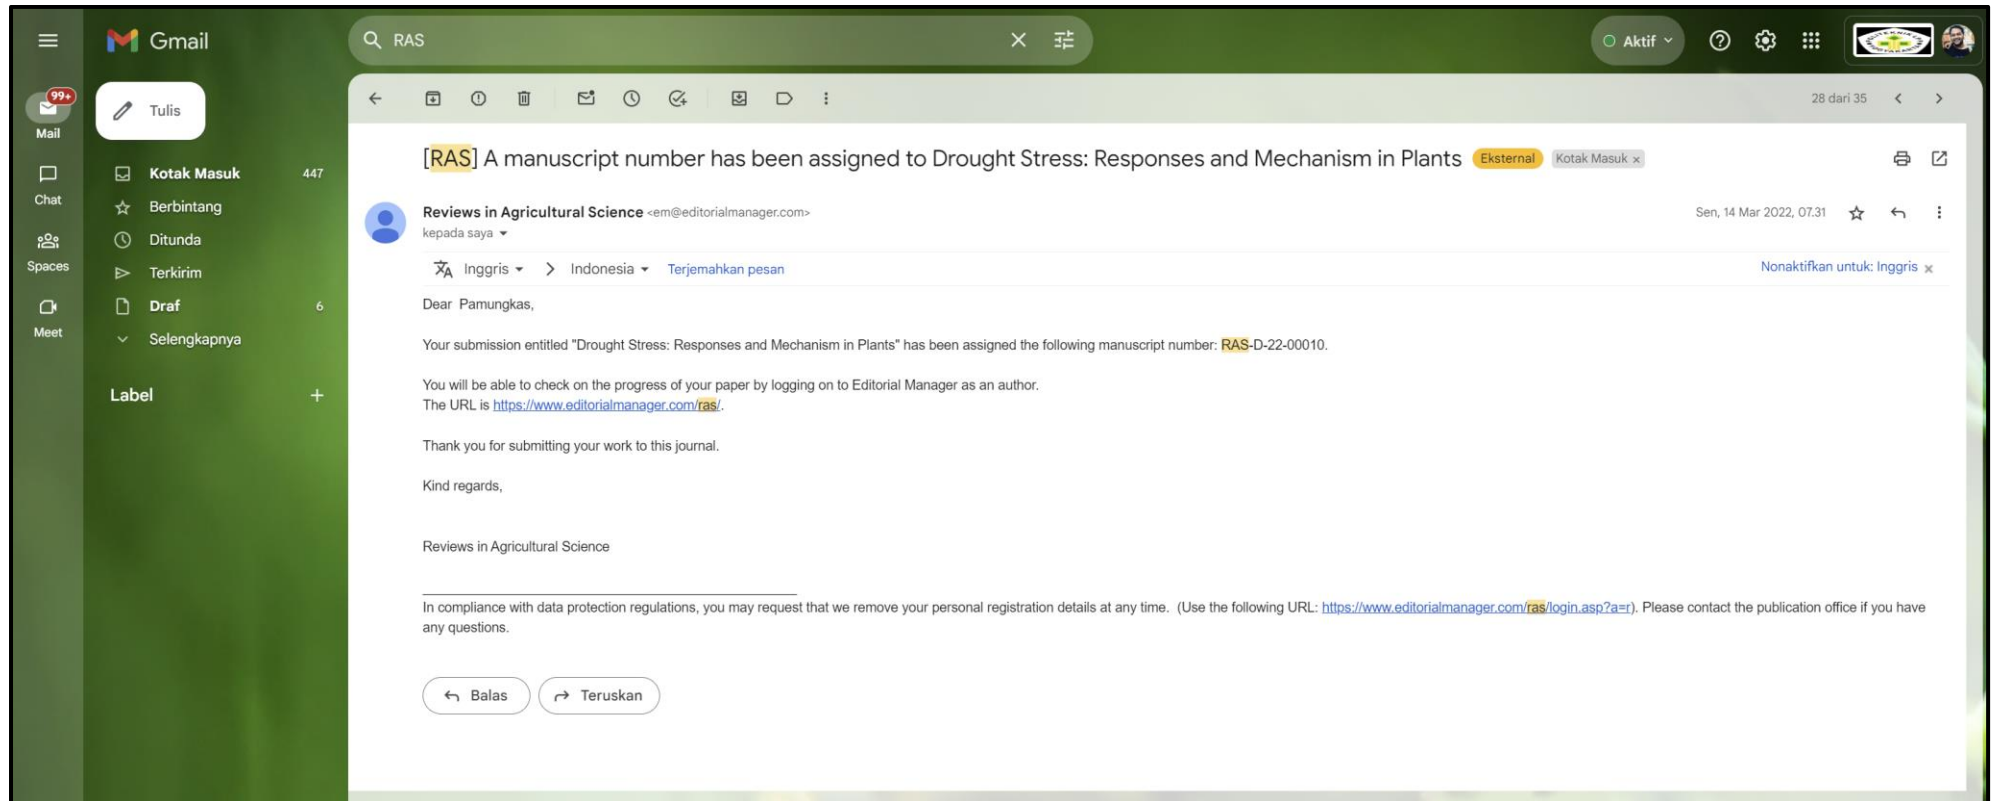 Gmail
RAS
Aktif
99+
Mail
Chat
Spaces
Meet
Tulis
Kotak Masuk 447
Berbintang
Ditunda
Terkirim
Draf 6
Selengkapnya
Label
28 dari 35
[RAS] A manuscript number has been assigned to Drought Stress: Responses and Mechanism in Plants Eksternal Kotak Masuk x
Reviews in Agricultural Science <em@editorialmanager.com> Sen, 14 Mar 2022, 07.31
kepada saya
Inggris > Indonesia Terjemahkan pesan Nonaktifkan untuk: Inggris x
Dear Pamungkas,
Your submission entitled "Drought Stress: Responses and Mechanism in Plants" has been assigned the following manuscript number: RAS-D-22-00010.
You will be able to check on the progress of your paper by logging on to Editorial Manager as an author.
The URL is https://www.editorialmanager.com/ras/.
Thank you for submitting your work to this journal.
Kind regards,
Reviews in Agricultural Science
In compliance with data protection regulations, you may request that we remove your personal registration details at any time. (Use the following URL: https://www.editorialmanager.com/ras/login.asp?a=r). Please contact the publication office if you have
any questions.
Balas
Teruskan